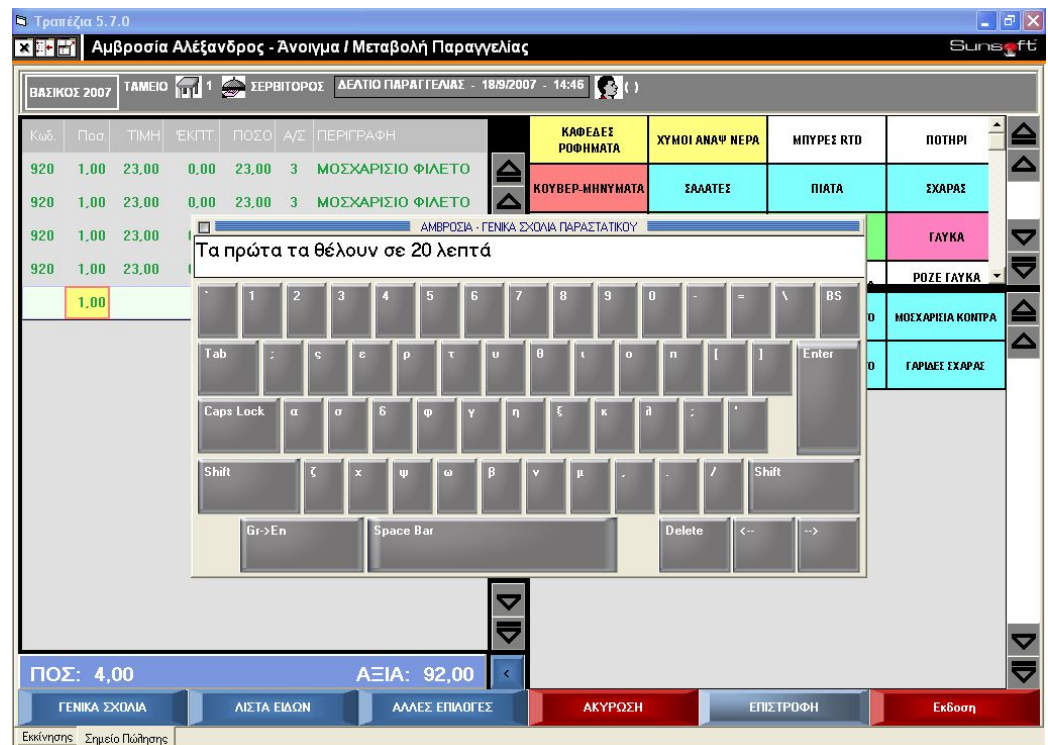 Τραπέζια 5.7.0
Αμβροσία Αλέξανδρος - Άνοιγμα / Μεταβολή Παραγγελίας
Sunsoft
ΒΑΣΙΚΟΣ 2007 ΤΑΜΕΙΟ 1 ΣΕΡΒΙΤΟΡΟΣ ΔΕΛΤΙΟ ΠΑΡΑΓΓΕΛΙΑΣ - 18/9/2007 - 14:46 ( )
Κωδ. Ποσ. ΤΙΜΗ ΈΚΠΤ. ΠΟΣΟ Α/Σ ΠΕΡΙΓΡΑΦΗ
920 1,00 23,00 0,00 23,00 3 ΜΟΣΧΑΡΙΣΙΟ ΦΙΛΕΤΟ
920 1,00 23,00 0,00 23,00 3 ΜΟΣΧΑΡΙΣΙΟ ΦΙΛΕΤΟ
920 1,00 23,00
920 1,00 23,00
1,00
ΚΑΦΕΔΕΣ ΡΟΦΗΜΑΤΑ
ΧΥΜΟΙ ΑΝΑΨ ΝΕΡΑ
ΜΠΥΡΕΣ RTD
ΠΟΤΗΡΙ
ΚΟΥΒΕΡ-ΜΗΝΥΜΑΤΑ
ΣΑΛΑΤΕΣ
ΠΙΑΤΑ
ΣΧΑΡΑΣ
ΓΛΥΚΑ
ΡΟΖΕ ΓΛΥΚΑ
ΜΟΣΧΑΡΙΣΙΑ ΚΟΝΤΡΑ
ΓΑΡΙΔΕΣ ΣΧΑΡΑΣ
ΑΜΒΡΟΣΙΑ - ΓΕΝΙΚΑ ΣΧΟΛΙΑ ΠΑΡΑΣΤΑΤΙΚΟΥ
Τα πρώτα τα θέλουν σε 20 λεπτά
` 1 2 3 4 5 6 7 8 9 0 - = \ BS
Tab ; ς ε ρ τ υ θ ι ο π [ ] Enter
Caps Lock α σ δ φ γ η ξ κ λ ; '
Shift ζ χ ψ ω β ν μ , . / Shift
Gr->En Space Bar Delete <-- -->
ΠΟΣ: 4,00 ΑΞΙΑ: 92,00 <
ΓΕΝΙΚΑ ΣΧΟΛΙΑ ΛΙΣΤΑ ΕΙΔΩΝ ΑΛΛΕΣ ΕΠΙΛΟΓΕΣ ΑΚΥΡΩΣΗ ΕΠΙΣΤΡΟΦΗ Εκδοση
Εκκίνησης Σημείο Πώλησης